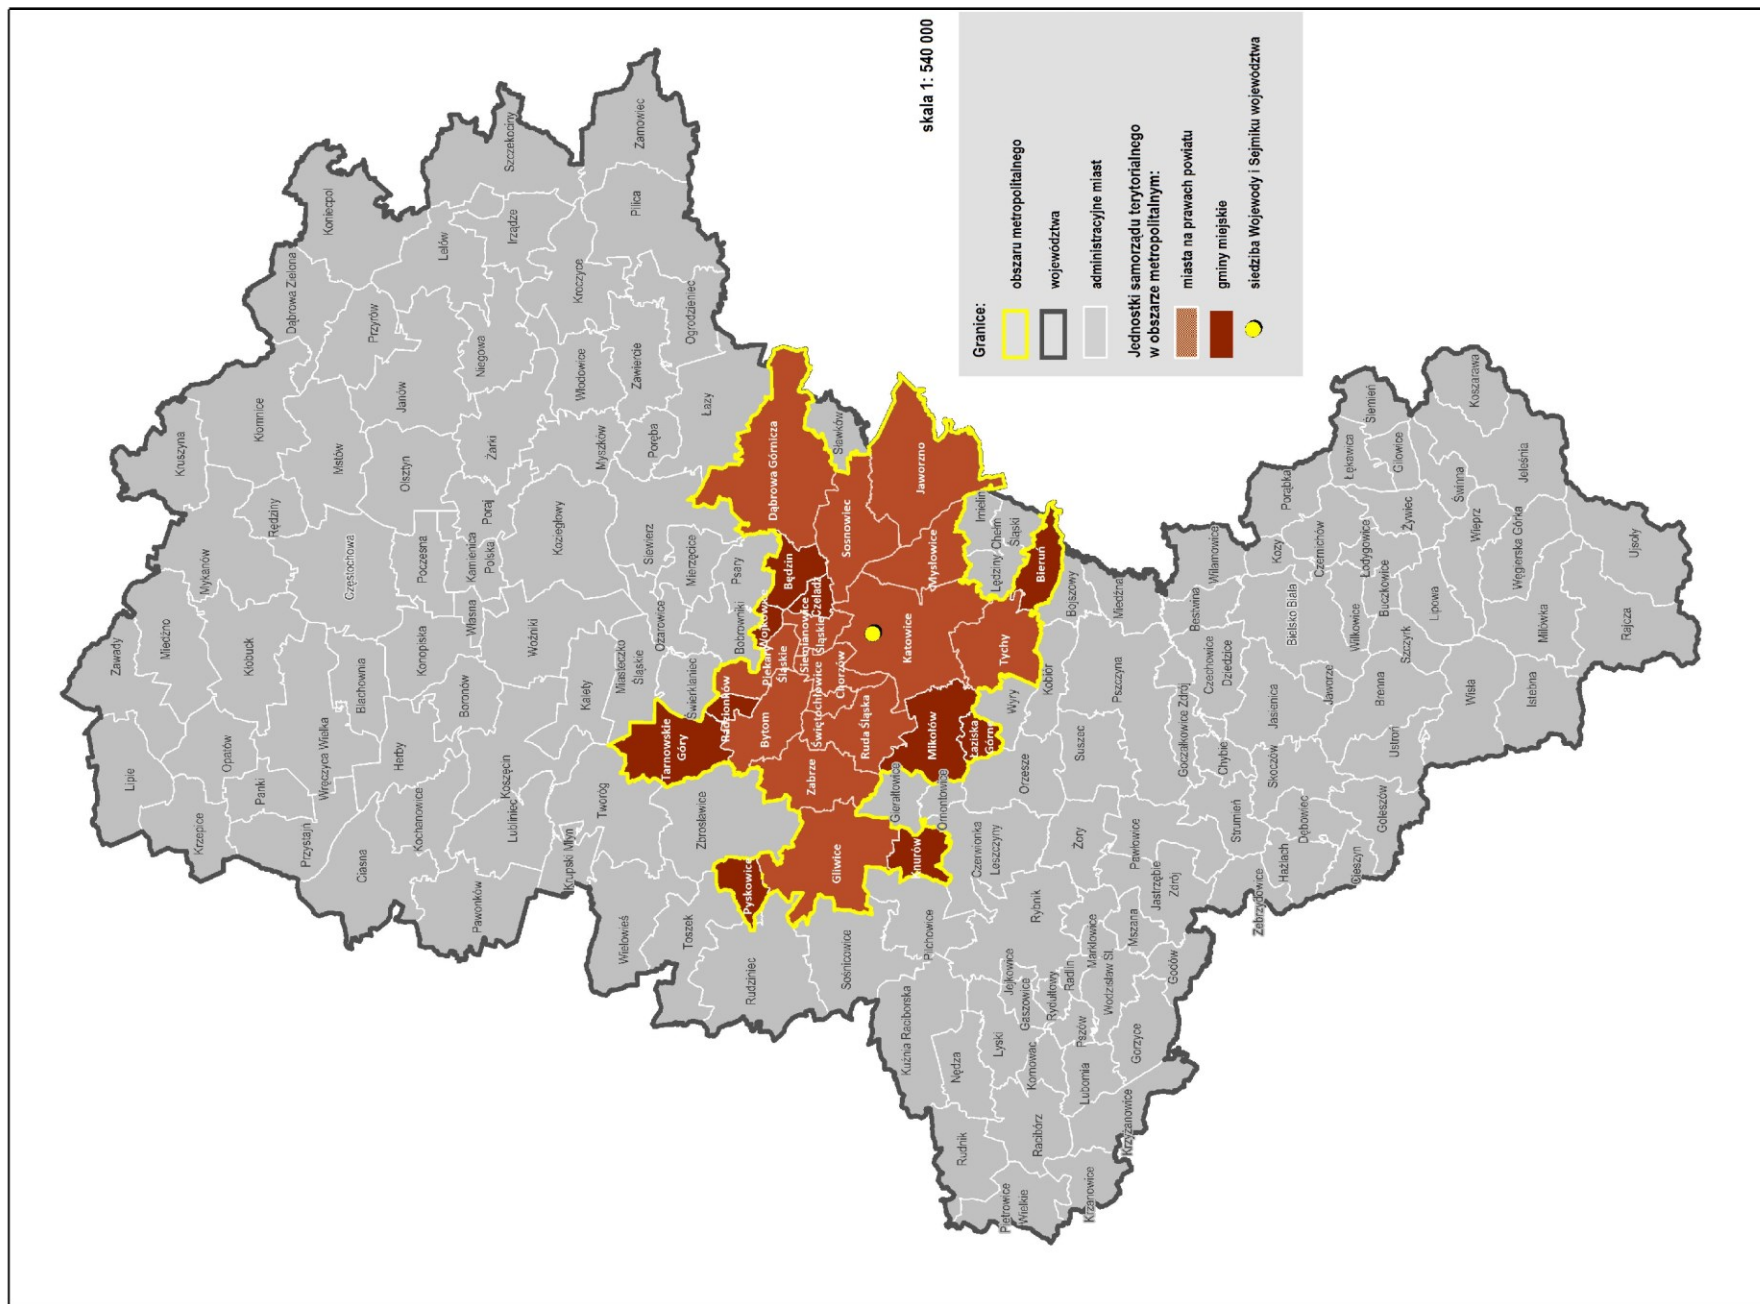 skala 1: 540 000
Granice:
obszaru metropolitalnego
województwa
administracyjne miast
Jednostki samorządu terytorialnego
w obszarze metropolitalnym:
miasta na prawach powiatu
gminy miejskie
siedziba Wojewody i Sejmiku województwa
Zawady
Lipie
Miedźno
Krzepice
Opatów
Mykanów
Kruszyna
Kłobuck
Panki
Rędziny
Kłomnice
Dąbrowa Zielona
Koniecpol
Przystajń
Wręczyca Wielka
Częstochowa
Mstów
Ciasna
Blachownia
Przyrów
Herby
Janów
Olsztyn
Kochanowice
Konopiska
Poczesna
Lelów
Boronów
Kamienica
Polska
Poraj
Żarki
Niegowa
Irządze
Szczekociny
Własna
Pawonków
Lubliniec
Koszęcin
Woźniki
Koziegłowy
Krupski Młyn
Kalety
Myszków
Włodowice
Kroczyce
Tworóg
Miasteczko
Śląskie
Wielowieś
Siewierz
Poręba
Zawiercie
Pilica
Żarnowiec
Ożarowice
Mierzęcice
Ogrodzieniec
Łazy
Toszek
Zbrosławice
Tarnowskie
Góry
Świerklaniec
Psary
Bobrowniki
Radzionków
Rudziniec
Pyskowice
Bytom
Piekary
Śląskie
Wojkowice
Będzin
Dąbrowa Górnicza
Siemianowice
Śląskie
Czeladź
Sławków
Zabrze
Świętochłowice
Chorzów
Sosnowiec
Sośnicowice
Gliwice
Ruda Śląska
Katowice
Mysłowice
Jaworzno
Gierałtowice
Knurów
Pilchowice
Ornontowice
Mikołów
Łaziska
Górne
Tychy
Lędziny
Chełm
Śląski
Imielin
Bieruń
Kuźnia Raciborska
Czerwionka
Leszczyny
Orzesze
Wyry
Kobiór
Bojszowy
Rudnik
Nędza
Lyski
Jejkowice
Gaszowice
Rybnik
Żory
Suszec
Pszczyna
Miedźna
Pietrowice
Wielkie
Racibórz
Kornowac
Rydułtowy
Radlin
Marklowice
Pszów
Wodzisław Śl.
Mszana
Pawłowice
Jastrzębie
Zdrój
Krzanowice
Krzyżanowice
Lubomia
Gorzyce
Godów
Goczałkowice Zdrój
Czechowice
Dziedzice
Bestwina
Wilamowice
Strumień
Chybie
Zebrzydowice
Hażlach
Dębowiec
Skoczów
Jasienica
Bielsko Biała
Kozy
Porąbka
Cieszyn
Goleszów
Ustroń
Jaworze
Brenna
Wilkowice
Szczyrk
Buczkowice
Łodygowice
Czernichów
Łękawica
Ślemień
Gilowice
Żywiec
Lipowa
Wisła
Istebna
Świnna
Wieprz
Węgierska Górka
Milówka
Rajcza
Ujsoły
Jeleśnia
Koszarawa